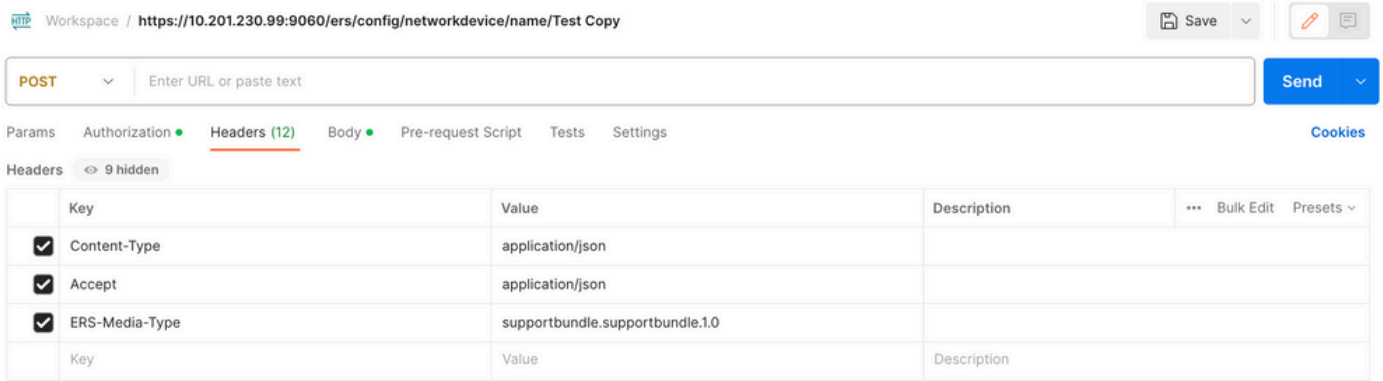 HTTP Workspace / https://10.201.230.99:9060/ers/config/networkdevice/name/Test Copy Save
POST Enter URL or paste text Send
Params Authorization Headers (12) Body Pre-request Script Tests Settings Cookies
Headers 9 hidden
Key Value Description ••• Bulk Edit Presets
Content-Type application/json
Accept application/json
ERS-Media-Type supportbundle.supportbundle.1.0
Key Value Description